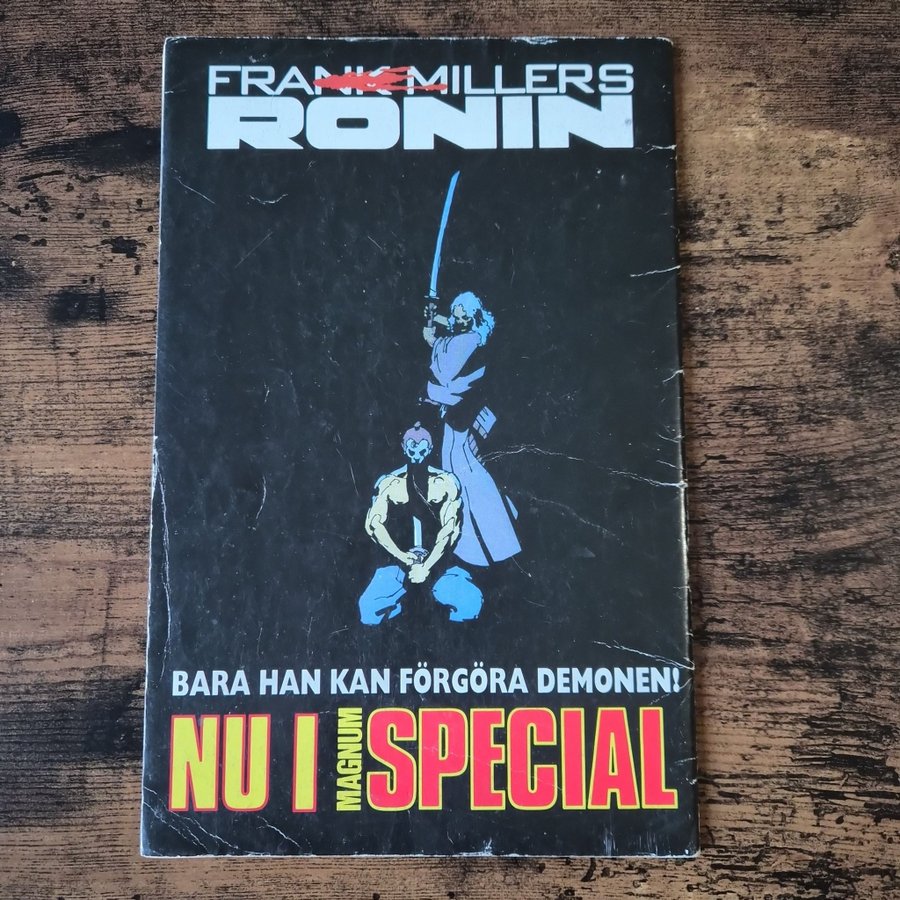 FRANK MILLERS
RONIN
BARA HAN KAN FÖRGÖRA DEMONEN!
NU I MAGNUM SPECIAL